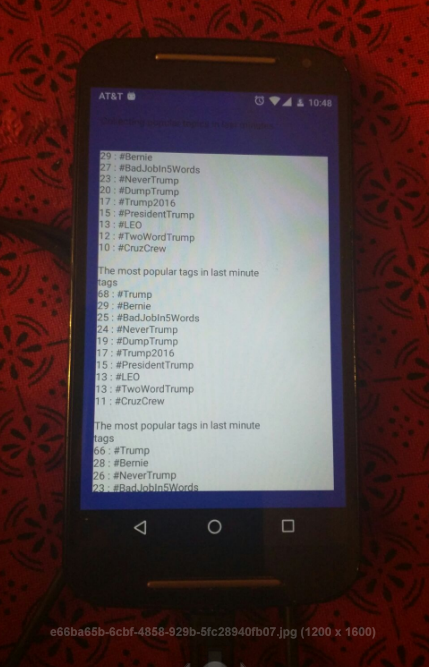 AT&T
10:48
29 : #Bernie
27 : #BadJobIn5Words
23 : #NeverTrump
20 : #DumpTrump
17 : #Trump2016
15 : #PresidentTrump
13 : #LEO
12 : #TwoWordTrump
10 : #CruzCrew
The most popular tags in last minute
tags
68 : #Trump
29 : #Bernie
25 : #BadJobIn5Words
24 : #NeverTrump
19 : #DumpTrump
17 : #Trump2016
15 : #PresidentTrump
13 : #LEO
13 : #TwoWordTrump
11 : #CruzCrew
The most popular tags in last minute
tags
66 : #Trump
28 : #Bernie
26 : #NeverTrump
23 : #BadJobIn5Words
e66ba65b-6cbf-4858-929b-5fc28940fb07.jpg (1200 x 1600)